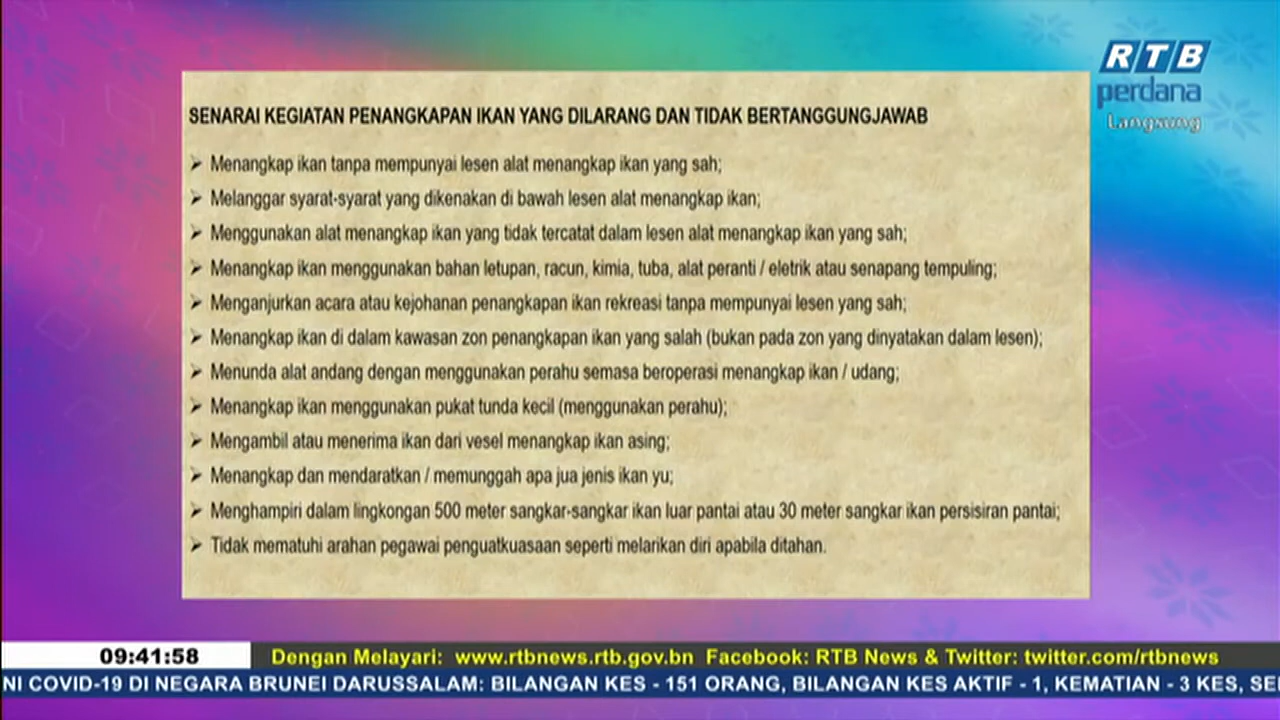 RTB
perdana
Langsung
SENARAI KEGIATAN PENANGKAPAN IKAN YANG DILARANG DAN TIDAK BERTANGGUNGJAWAB
➢ Menangkap ikan tanpa mempunyai lesen alat menangkap ikan yang sah;
➢ Melanggar syarat-syarat yang dikenakan di bawah lesen alat menangkap ikan;
➢ Menggunakan alat menangkap ikan yang tidak tercatat dalam lesen alat menangkap ikan yang sah;
➢ Menangkap ikan menggunakan bahan letupan, racun, kimia, tuba, alat peranti / eletrik atau senapang tempuling;
➢ Menganjurkan acara atau kejohanan penangkapan ikan rekreasi tanpa mempunyai lesen yang sah;
➢ Menangkap ikan di dalam kawasan zon penangkapan ikan yang salah (bukan pada zon yang dinyatakan dalam lesen);
➢ Menunda alat andang dengan menggunakan perahu semasa beroperasi menangkap ikan / udang;
➢ Menangkap ikan menggunakan pukat tunda kecil (menggunakan perahu);
➢ Mengambil atau menerima ikan dari vesel menangkap ikan asing;
➢ Menangkap dan mendaratkan / memunggah apa jua jenis ikan yu;
➢ Menghampiri dalam lingkongan 500 meter sangkar-sangkar ikan luar pantai atau 30 meter sangkar ikan persisiran pantai;
➢ Tidak mematuhi arahan pegawai penguatkuasaan seperti melarikan diri apabila ditahan.
09:41:58 Dengan Melayari: www.rtbnews.rtb.gov.bn Facebook: RTB News & Twitter: twitter.com/rtbnews
NI COVID-19 DI NEGARA BRUNEI DARUSSALAM: BILANGAN KES - 151 ORANG, BILANGAN KES AKTIF - 1, KEMATIAN - 3 KES, SE